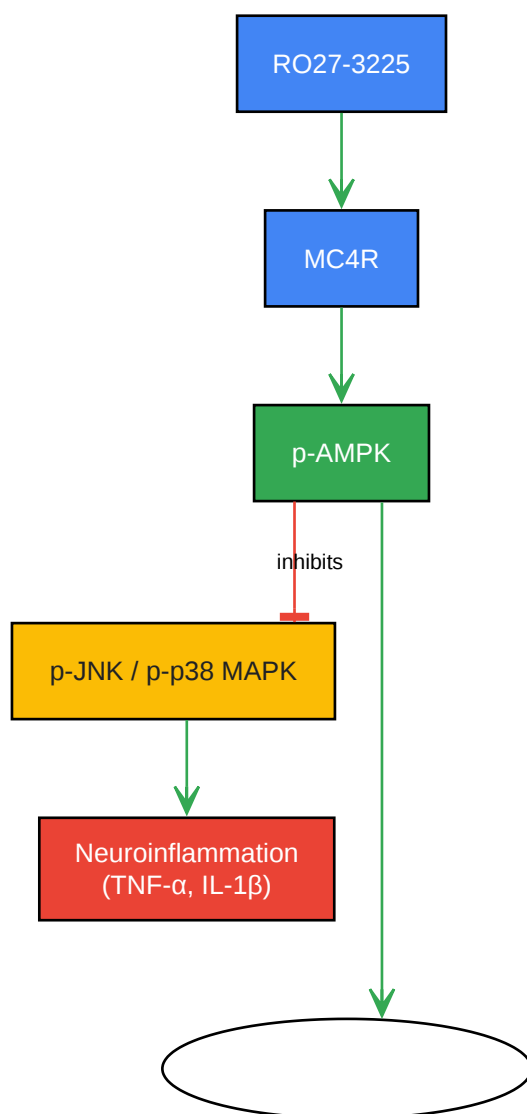 RO27-3225
MC4R
p-AMPK
inhibits
p-JNK / p-p38 MAPK
Neuroinflammation
(TNF-α, IL-1β)